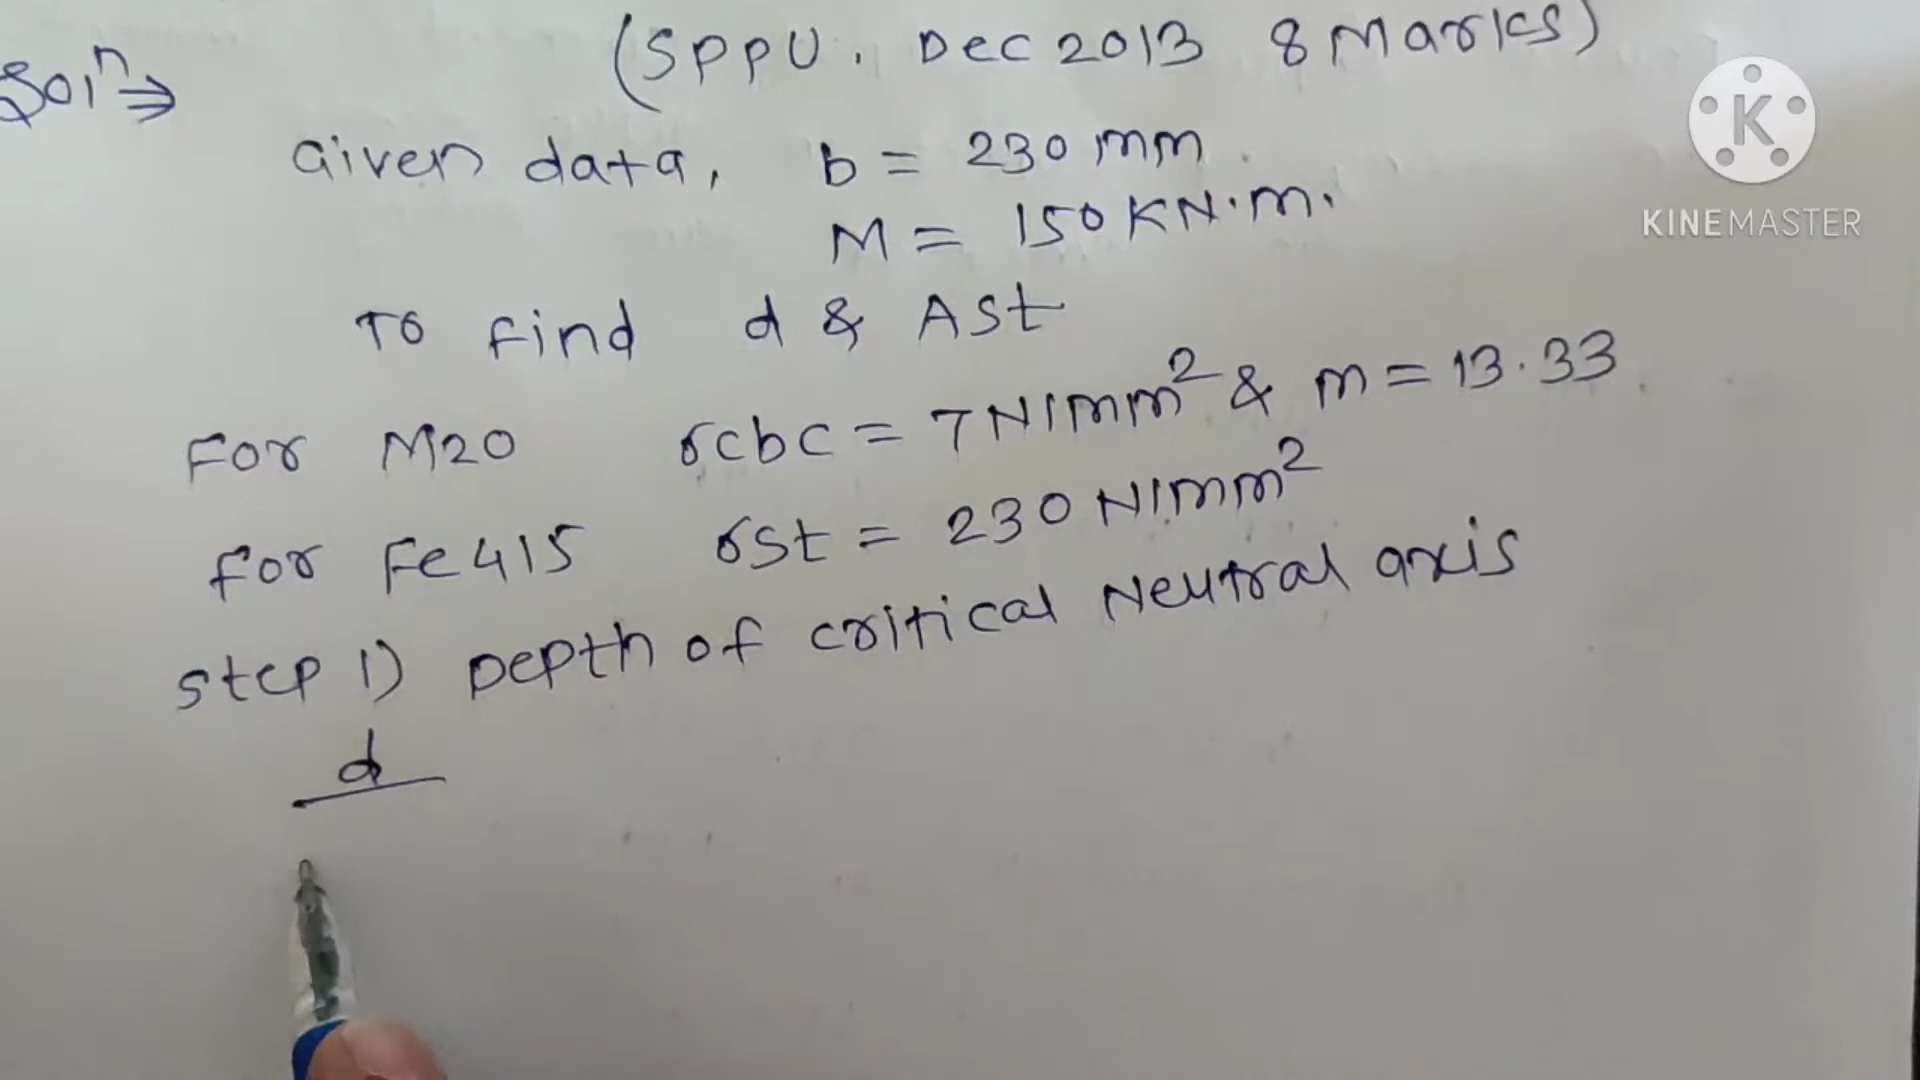 (SPPU. Dec 2013 8 Marks)
Solⁿ ⇒
K
KINEMASTER
Given data, b = 230 mm
M = 150 KN.m.
To find d & Ast
For M20 σcbc = 7 N/mm² & m = 13.33
for Fe415 σst = 230 N/mm²
step 1) Depth of critical Neutral axis
d